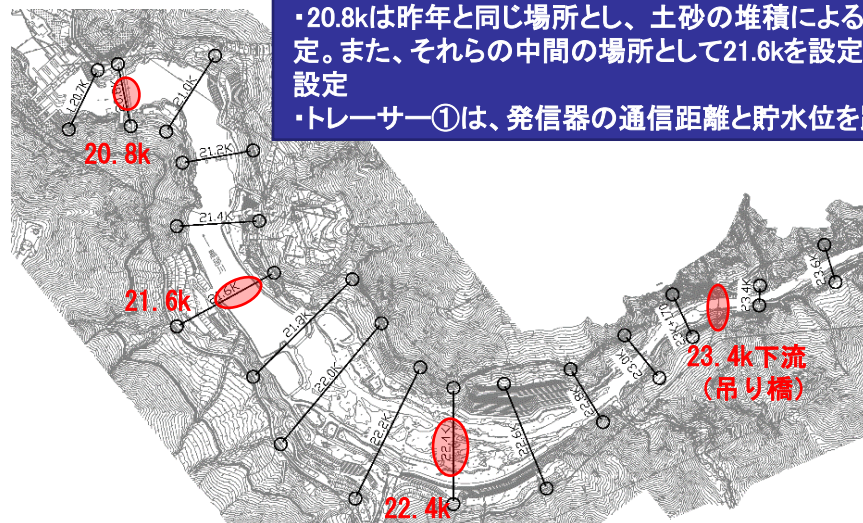 ・20.8kは昨年と同じ場所とし、土砂の堆積による
定。また、それらの中間の場所として21.6kを設定
設定
・トレーサー①は、発信器の通信距離と貯水位を
20.7K
21.0K
20.8k
21.2K
21.4K
21.6k
21.6K
22.0K
22.2K
22.4K
22.4k
22.6K
22.8K
23.0K
23.4K
23.6K
23.4k下流
（吊り橋）